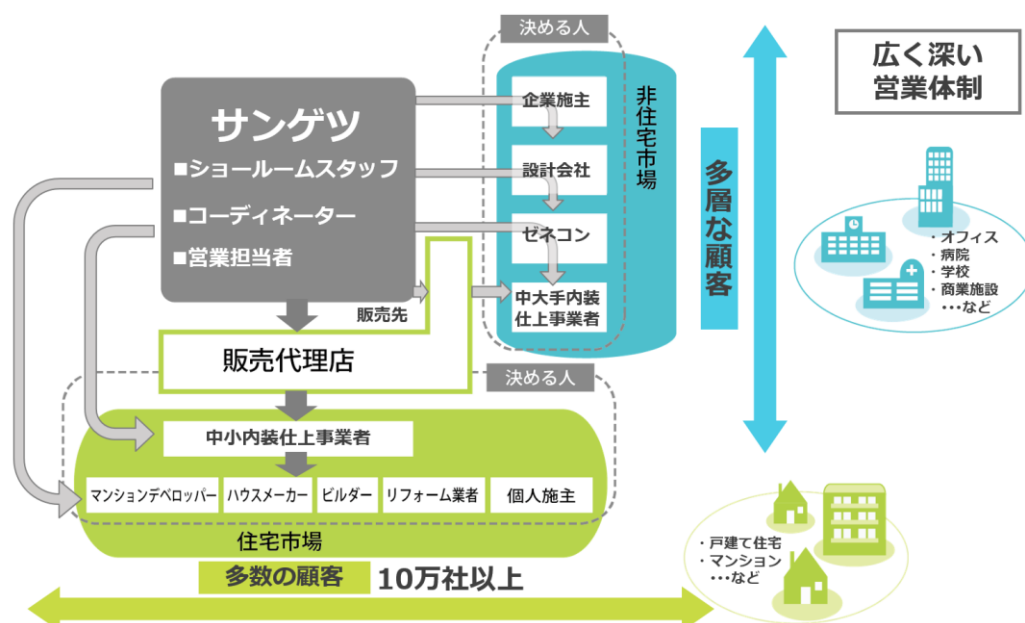 決める人
広く深い
営業体制
サンゲツ
■ショールームスタッフ
■コーディネーター
■営業担当者
企業施主
設計会社
ゼネコン
中大手内装
仕上事業者
非住宅市場
多層な顧客
・オフィス
・病院
・学校
・商業施設
・・・など
販売先
販売代理店
決める人
中小内装仕上事業者
マンションデベロッパー
ハウスメーカー
ビルダー
リフォーム業者
個人施主
住宅市場
・戸建て住宅
・マンション
・・・など
多数の顧客 10万社以上